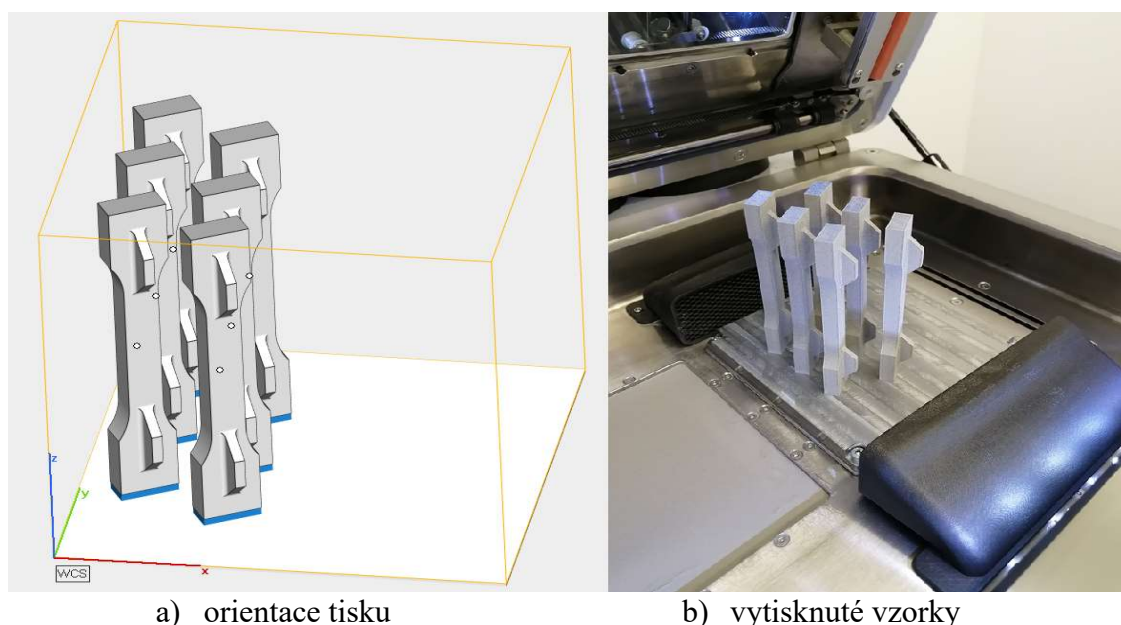 z
y
x
WCS
a) orientace tisku
b) vytisknuté vzorky